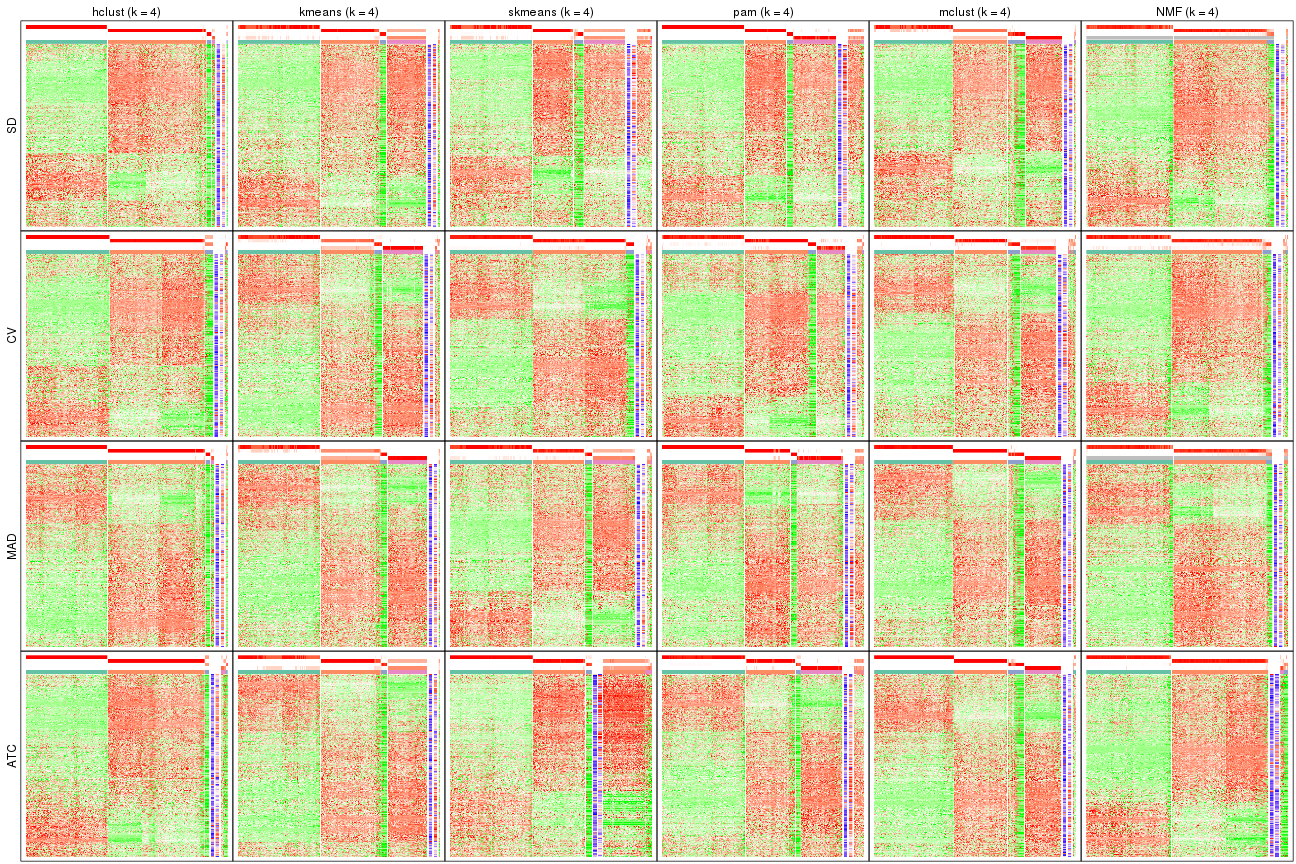 hclust (k = 4) kmeans (k = 4) skmeans (k = 4) pam (k = 4) mclust (k = 4) NMF (k = 4)
SD
CV
MAD
ATC